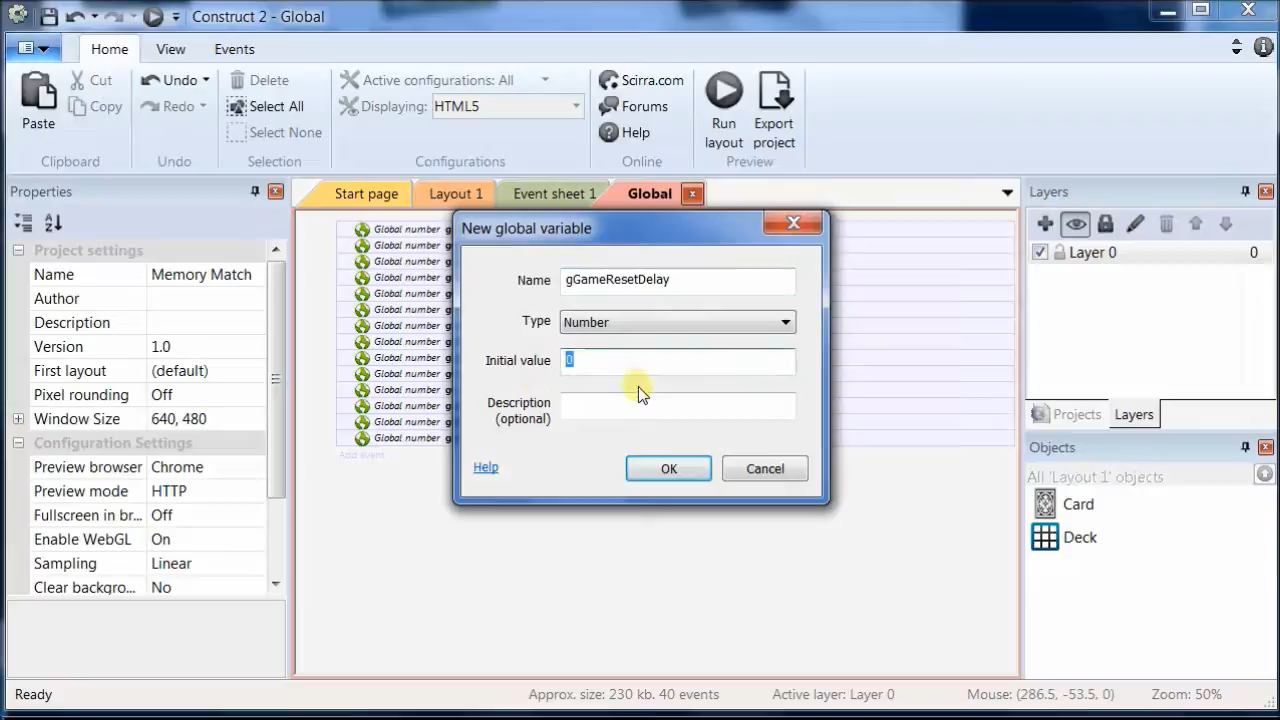 Construct 2 - Global
Home
View
Events
Paste
Cut
Copy
Clipboard
Undo
Redo
Undo
Delete
Select All
Select None
Selection
Active configurations: All
Displaying:
HTML5
Configurations
Scirra.com
Forums
Help
Online
Run
layout
Export
project
Preview
Properties
Project settings
Name
Memory Match
Author
Description
Version
1.0
First layout
(default)
Pixel rounding
Off
Window Size
640, 480
Configuration Settings
Preview browser
Chrome
Preview mode
HTTP
Fullscreen in br...
Off
Enable WebGL
On
Sampling
Linear
Clear backgro...
No
Start page
Layout 1
Event sheet 1
Global
Global number g
Global number g
Global number g
Global number g
Global number g
Global number g
Global number g
Global number g
Global number g
Global number g
Global number g
Global number g
Global number g
Global number g
Add event
New global variable
Name
gGameResetDelay
Type
Number
Initial value
0
Description
(optional)
Help
OK
Cancel
Layers
Layer 0
0
Projects
Layers
Objects
All 'Layout 1' objects
Card
Deck
Ready
Approx. size: 230 kb. 40 events
Active layer: Layer 0
Mouse: (286.5, -53.5, 0)
Zoom: 50%